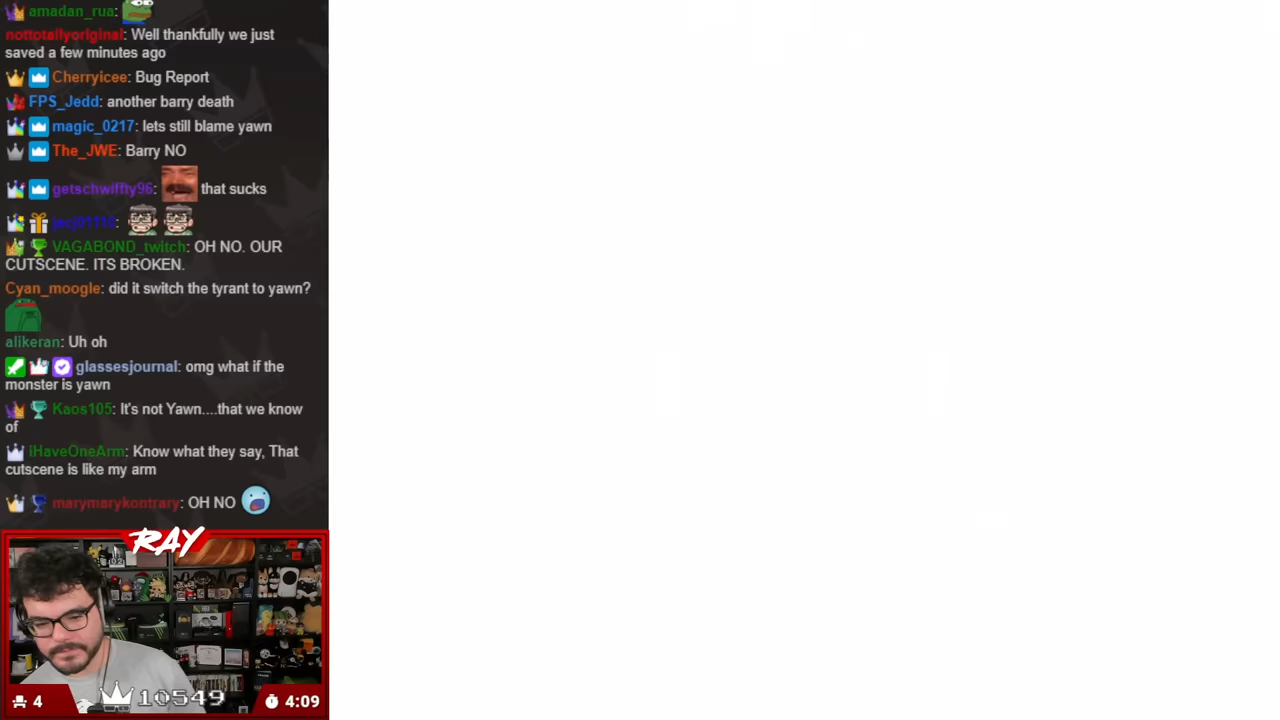 amadan_rua:
nottotallyoriginal: Well thankfully we just
saved a few minutes ago
Cherryicee: Bug Report
FPS_Jedd: another barry death
magic_0217: lets still blame yawn
The_JWE: Barry NO
getschwiffty96: that sucks
jacj01110:
VAGABOND_twitch: OH NO. OUR
CUTSCENE. ITS BROKEN.
Cyan_moogle: did it switch the tyrant to yawn?
alikeran: Uh oh
glassesjournal: omg what if the
monster is yawn
Kaos105: It's not Yawn....that we know
of
iHaveOneArm: Know what they say, That
cutscene is like my arm
marymarykontrary: OH NO
RAY
4
10549
4:09